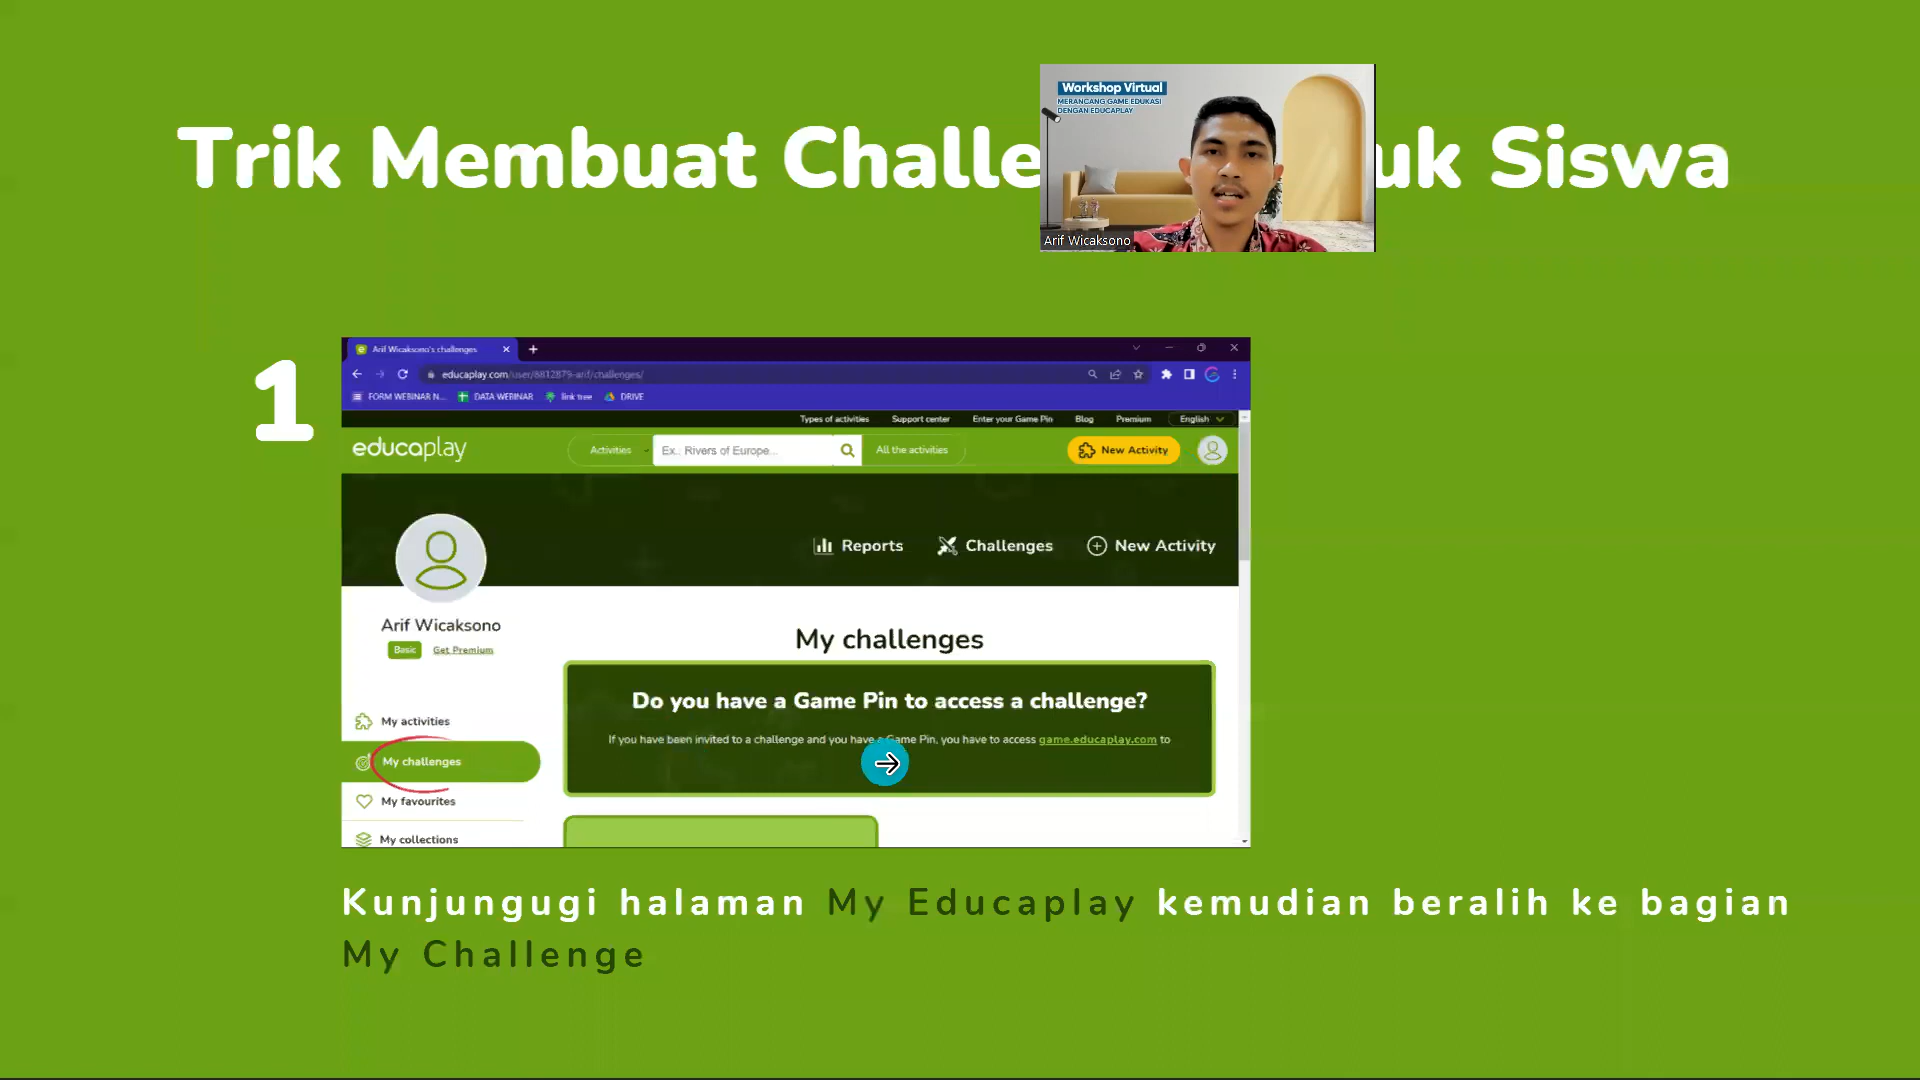 Workshop Virtual
MERANCANG GAME EDUKASI
DENGAN EDUCAPLAY
Arif Wicaksono
Trik Membuat Challe uk Siswa
1
Arif Wicaksono's challenges
educaplay.com/user/8812879-arif/challenges/
FORM WEBINAR N... DATA WEBINAR link tree DRIVE
Types of activities Support center Enter your Game Pin Blog Premium English
educaplay Activities Ex.: Rivers of Europe... All the activities New Activity
Reports Challenges New Activity
Arif Wicaksono
Basic Get Premium
My activities
My challenges
My favourites
My collections
My challenges
Do you have a Game Pin to access a challenge?
If you have been invited to a challenge and you have a Game Pin, you have to access game.educaplay.com to
Kunjungugi halaman My Educaplay kemudian beralih ke bagian
My Challenge